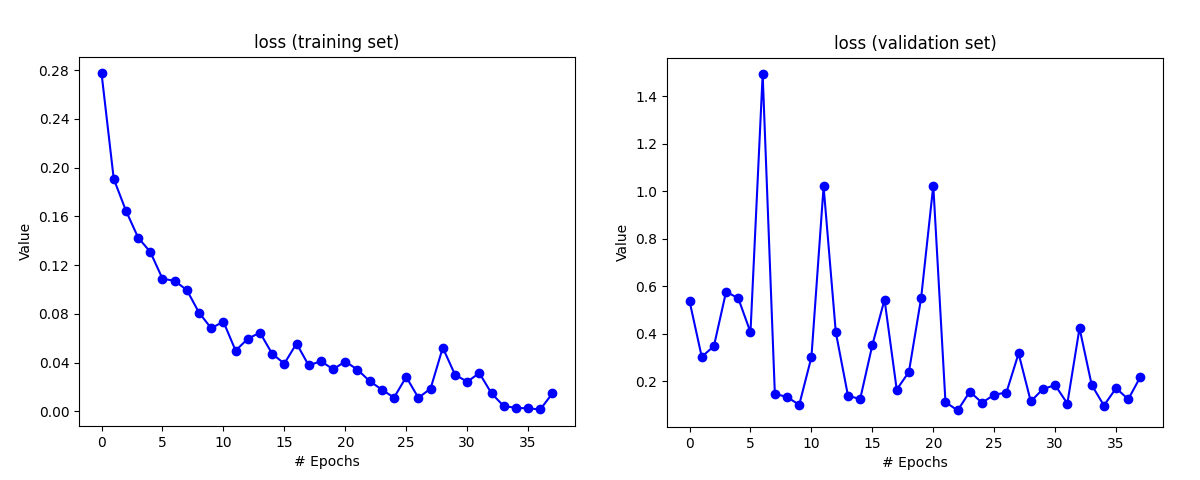 loss (training set)
0.28
0.24
0.20
0.16
0.12
0.08
0.04
0.00
Value
0 5 10 15 20 25 30 35
# Epochs
loss (validation set)
1.4
1.2
1.0
0.8
0.6
0.4
0.2
Value
0 5 10 15 20 25 30 35
# Epochs